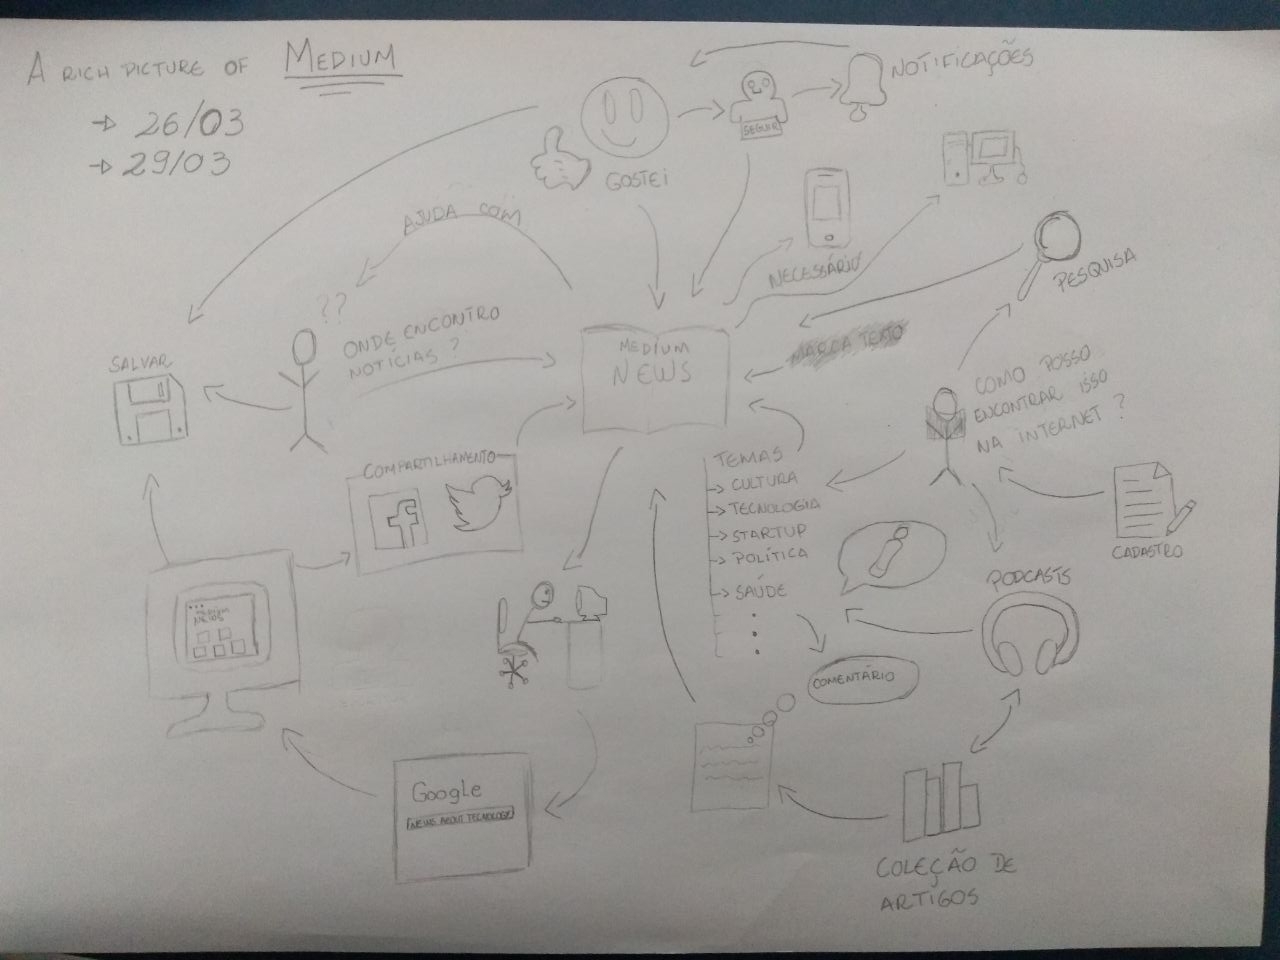 A RICH PICTURE OF MEDIUM
→ 26/03
→ 29/03
NOTIFICAÇÕES
SEGUIR
GOSTEI
AJUDA COM
NECESSÁRIO
PESQUISA
??
ONDE ENCONTRO
NOTÍCIAS?
MEDIUM
NEWS
MARCA TEXTO
SALVAR
COMO POSSO
ENCONTRAR ISSO
NA INTERNET?
COMPARTILHAMENTO
f
TEMAS
→ CULTURA
→ TECNOLOGIA
→ STARTUP
→ POLÍTICA
→ SAÚDE
i
CADASTRO
PODCASTS
MEDIUM
NEWS
COMENTÁRIO
Google
NEWS ABOUT TECNOLOGY
COLEÇÃO DE
ARTIGOS